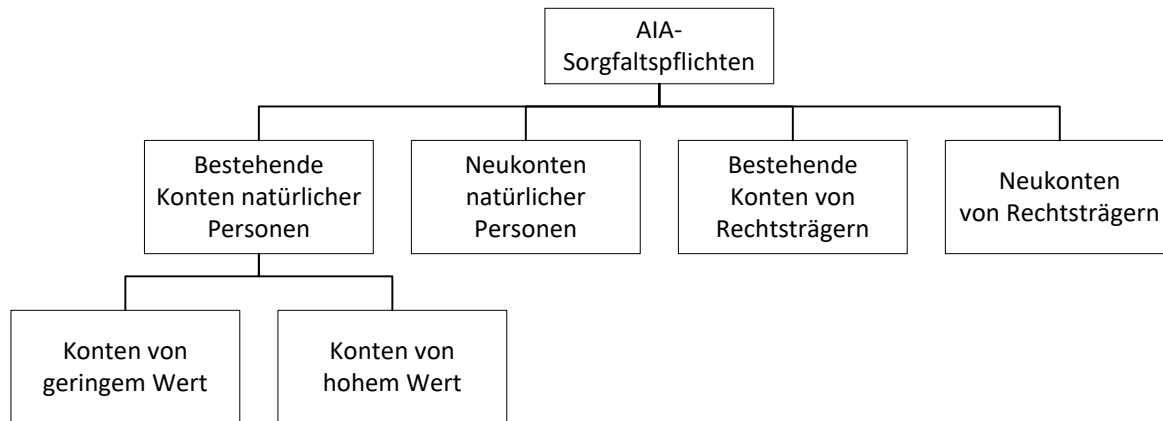 AIA-
Sorgfaltspflichten
Bestehende
Konten natürlicher
Personen
Neukonten
natürlicher
Personen
Bestehende
Konten von
Rechtsträgern
Neukonten
von Rechtsträgern
Konten von
geringem Wert
Konten von
hohem Wert